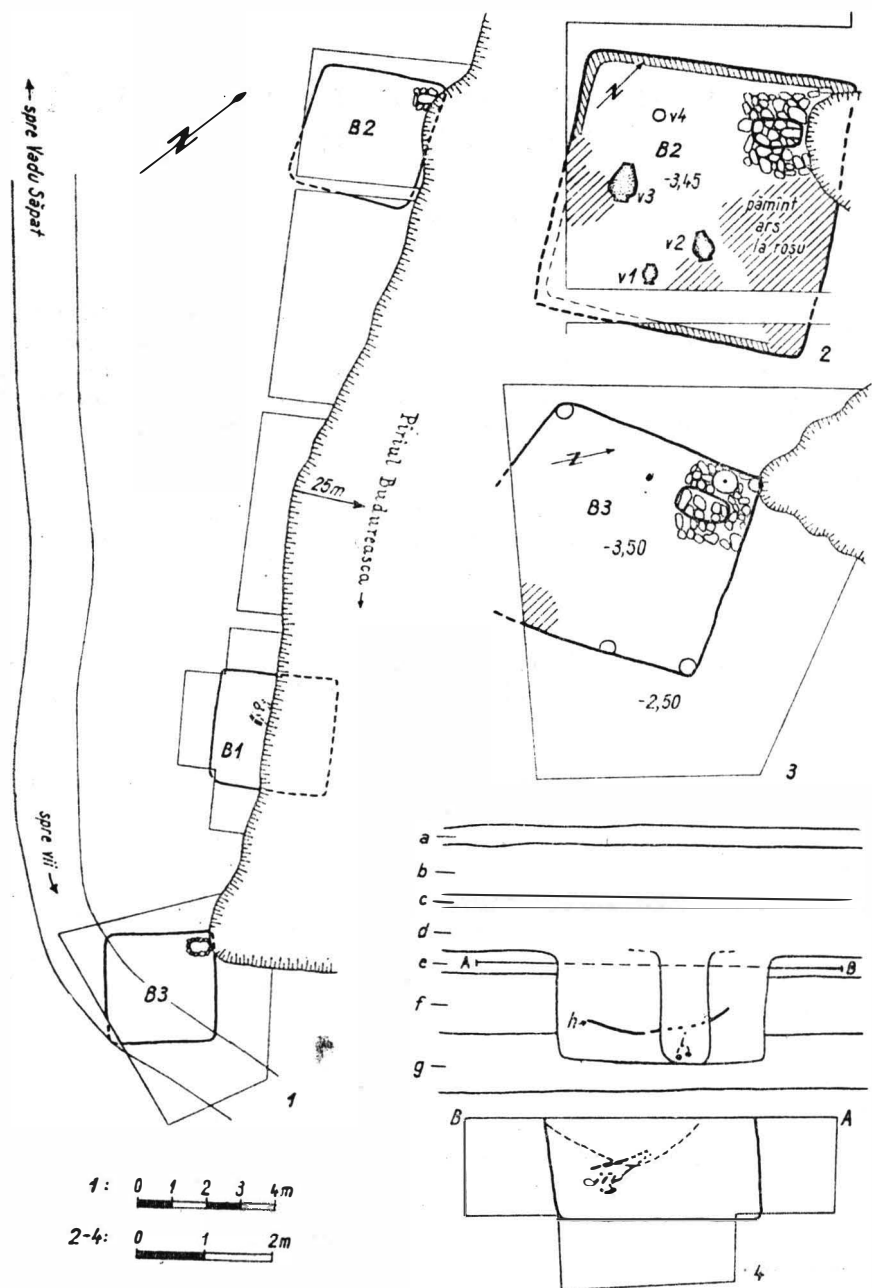 ← spre Vadu Săpat
N
B2
25m →
Pîrîul Budureasca →
B1
spre vii →
B3
1
N
v4
B2
-3,45
v3
v2
v1
pămînt
ars
la roșu
2
N
B3
-3,50
-2,50
3
a
b
c
d
e
A
B
f
h
i
g
B
A
4
1: 0 1 2 3 4m
2-4: 0 1 2m